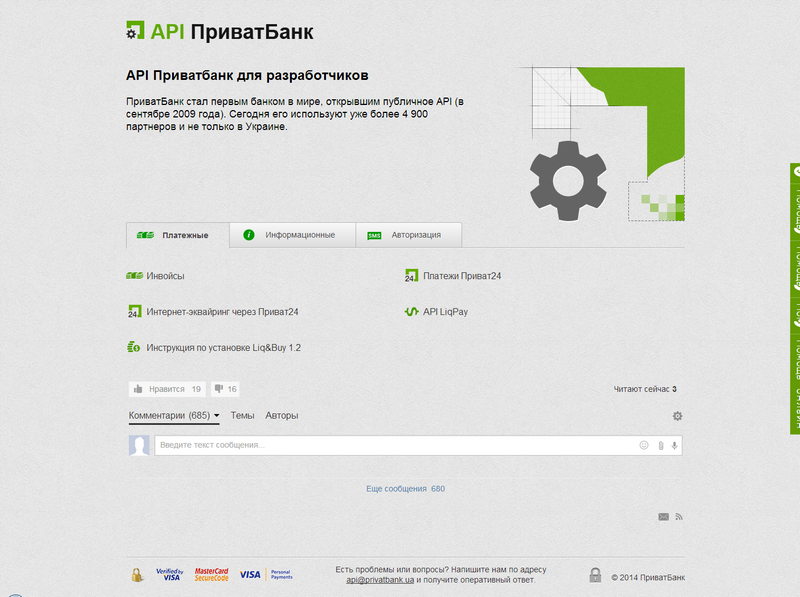 API ПриватБанк
API Приватбанк для разработчиков
ПриватБанк стал первым банком в мире, открывшим публичное API (в
сентябре 2009 года). Сегодня его используют уже более 4 900
партнеров и не только в Украине.
Платежные
Информационные
SMS Авторизация
Инвойсы
24 Платежи Приват24
24 Интернет-эквайринг через Приват24
API LiqPay
Инструкция по установке Liq&Buy 1.2
Нравится 19
16
Читают сейчас 3
Комментарии (685) Темы Авторы
Введите текст сообщения...
Еще сообщения 680
Verified by
VISA
MasterCard
SecureCode
VISA
Personal
Payments
Есть проблемы или вопросы? Напишите нам по адресу
api@privatbank.ua и получите оперативный ответ.
© 2014 ПриватБанк